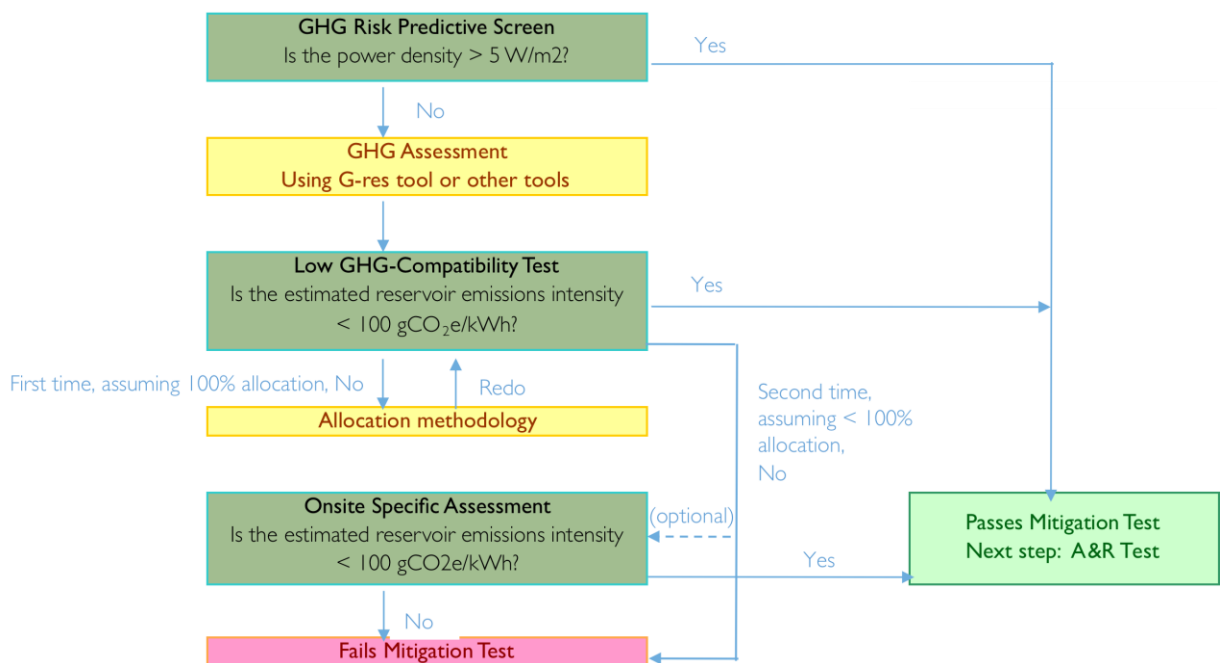 GHG Risk Predictive Screen
Is the power density > 5 W/m2?
Yes
No
GHG Assessment
Using G-res tool or other tools
Low GHG-Compatibility Test
Is the estimated reservoir emissions intensity
< 100 gCO₂e/kWh?
Yes
First time, assuming 100% allocation, No
Redo
Allocation methodology
Second time,
assuming < 100%
allocation,
No
Onsite Specific Assessment
Is the estimated reservoir emissions intensity
< 100 gCO2e/kWh?
(optional)
Yes
Passes Mitigation Test
Next step: A&R Test
No
Fails Mitigation Test